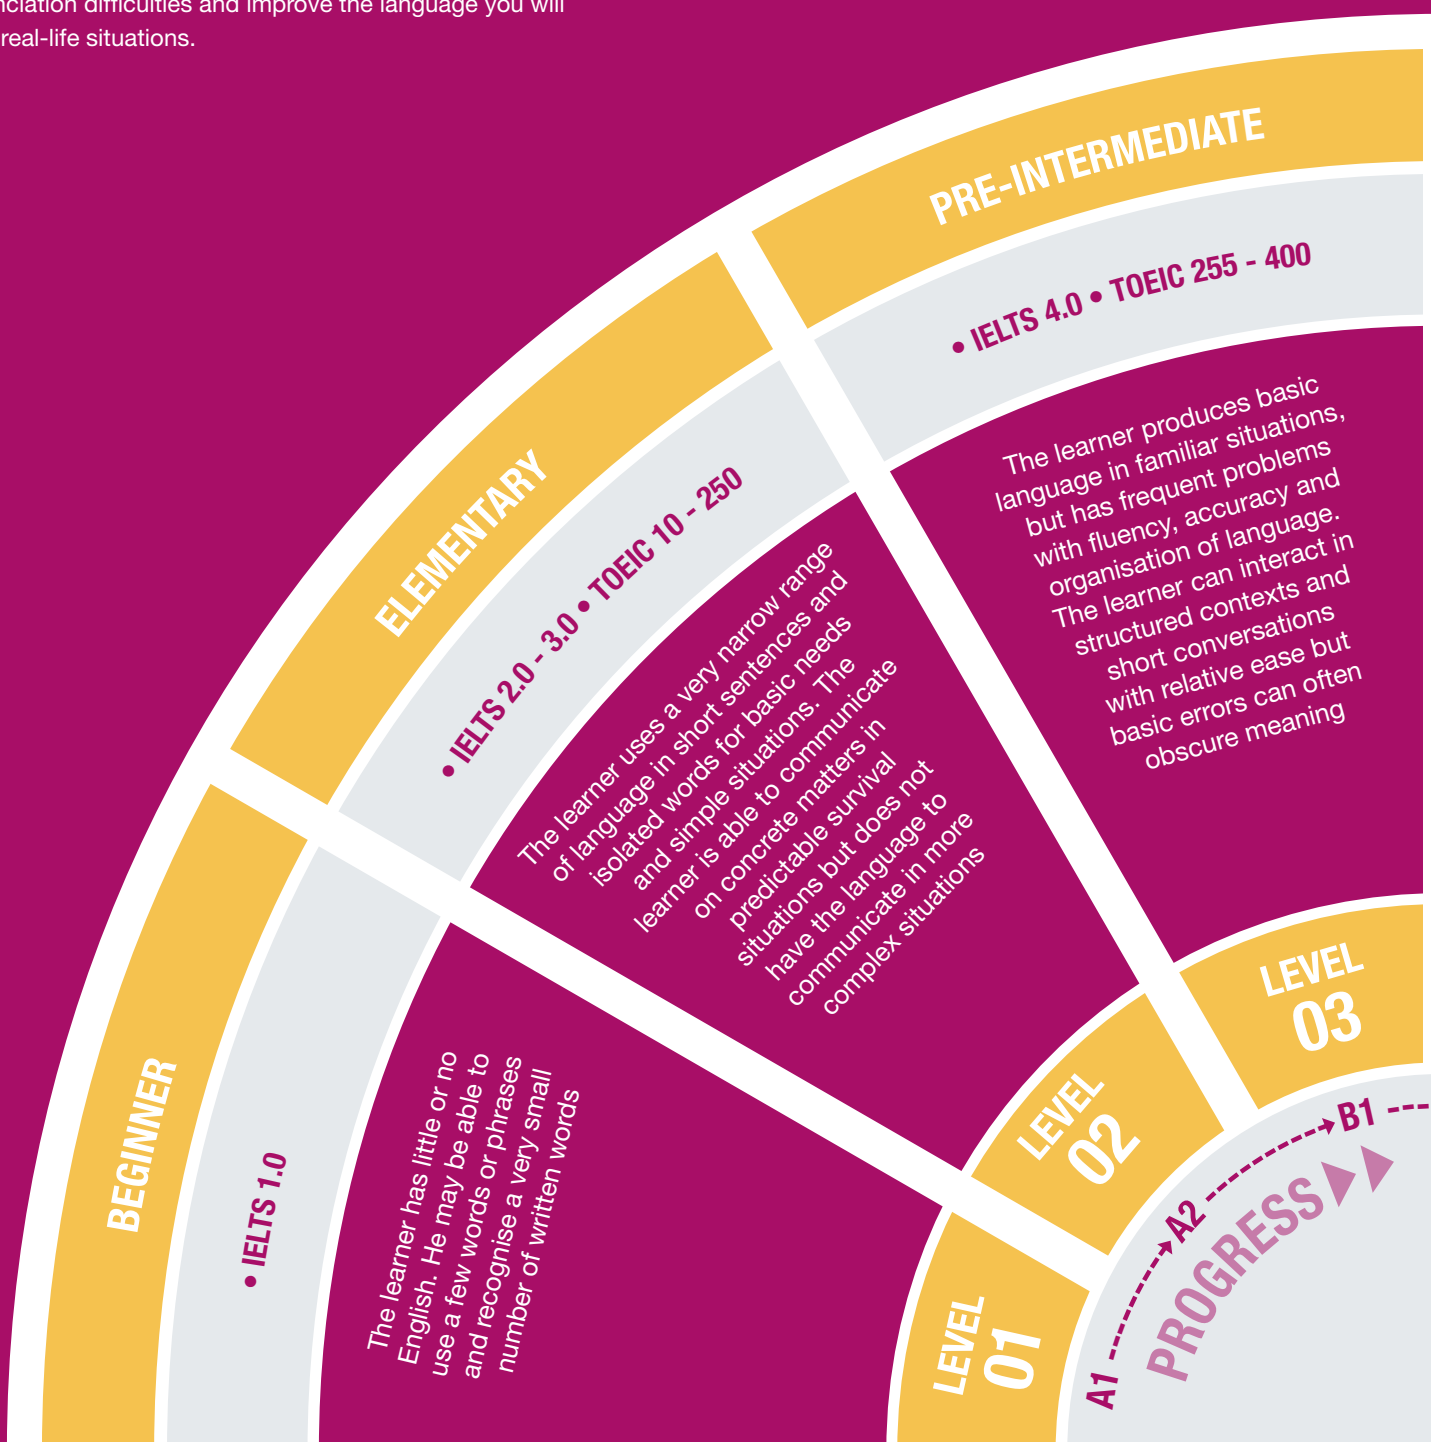 nciation difficulties and improve the language you will
real-life situations.
PRE-INTERMEDIATE
• IELTS 4.0 • TOEIC 255 - 400
The learner produces basic
language in familiar situations,
but has frequent problems
with fluency, accuracy and
organisation of language.
The learner can interact in
structured contexts and
short conversations
with relative ease but
basic errors can often
obscure meaning
LEVEL
03
ELEMENTARY
• IELTS 2.0 - 3.0 • TOEIC 10 - 250
The learner uses a very narrow range
of language in short sentences and
isolated words for basic needs
and simple situations. The
learner is able to communicate
on concrete matters in
predictable survival
situations but does not
have the language to
communicate in more
complex situations
LEVEL
02
BEGINNER
• IELTS 1.0
The learner has little or no
English. He may be able to
use a few words or phrases
and recognise a very small
number of written words
LEVEL
01
A1 A2 B1
PROGRESS